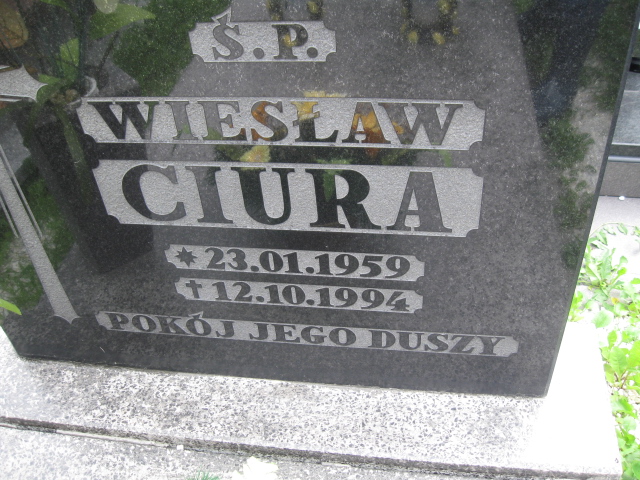 Ś.P.
WIESŁAW
CIURA
* 23.01.1959
† 12.10.1994
POKÓJ JEGO DUSZY